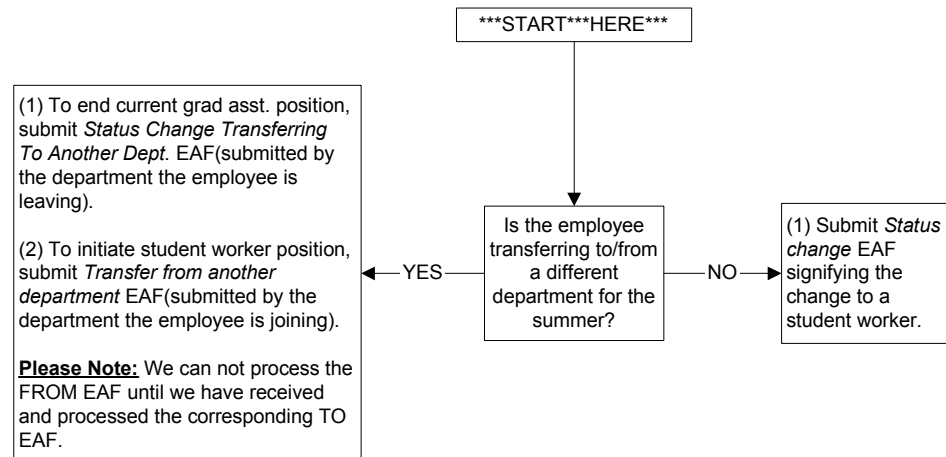 ***START***HERE***
(1) To end current grad asst. position,
submit Status Change Transferring
To Another Dept. EAF(submitted by
the department the employee is
leaving).
(2) To initiate student worker position,
submit Transfer from another
department EAF(submitted by the
department the employee is joining).
Please Note: We can not process the
FROM EAF until we have received
and processed the corresponding TO
EAF.
YES
Is the employee
transferring to/from
a different
department for the
summer?
NO
(1) Submit Status
change EAF
signifying the
change to a
student worker.